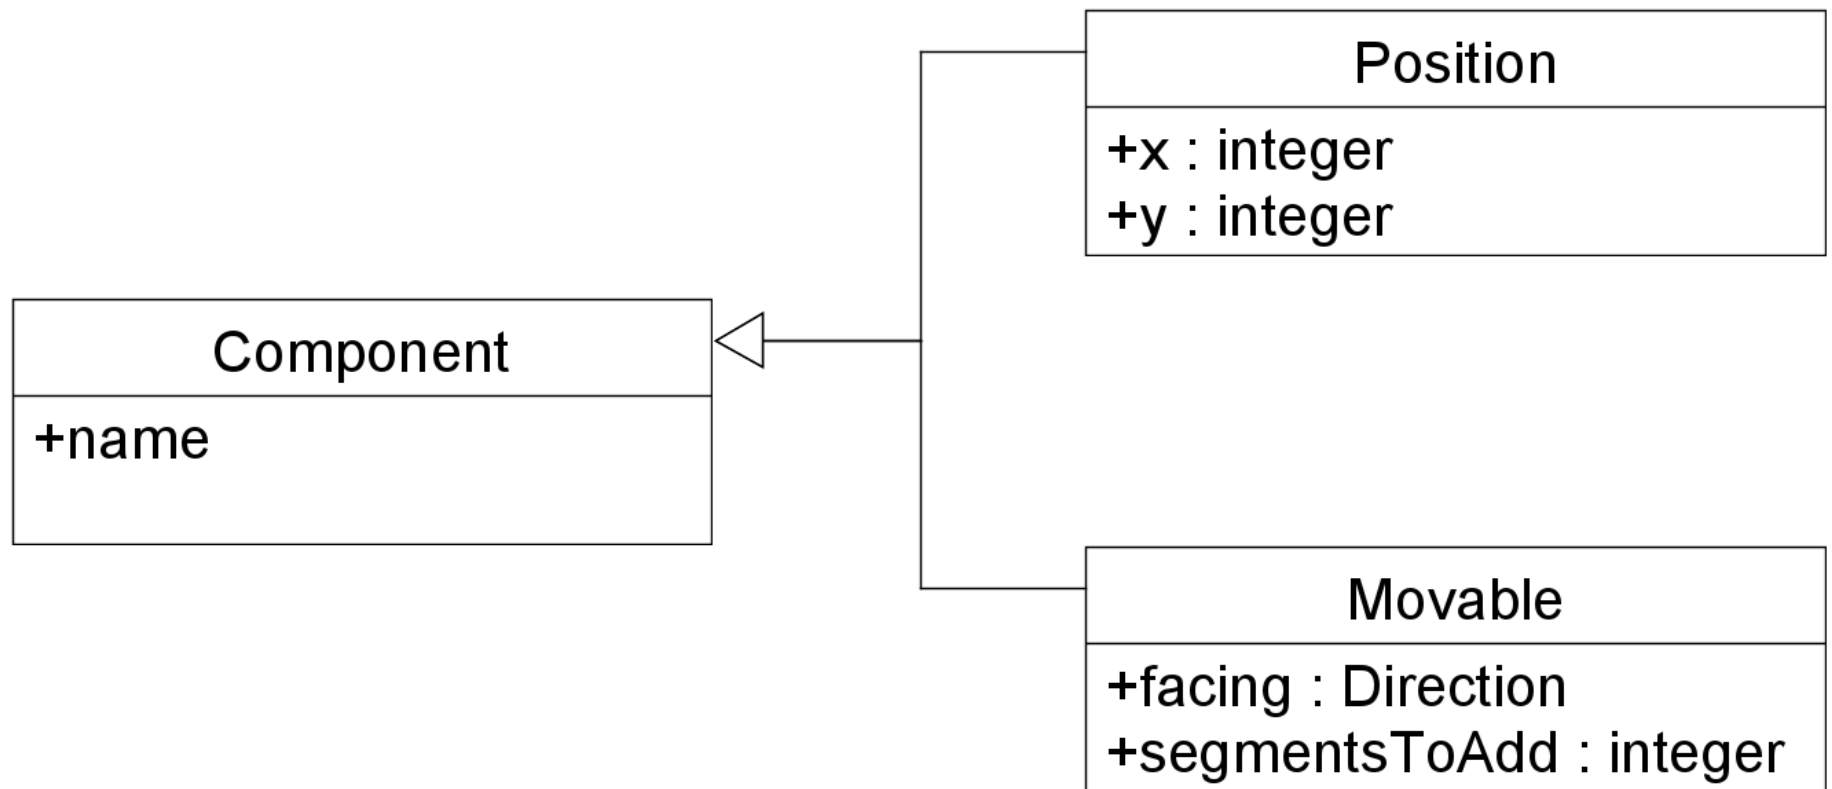 Position
+x : integer
+y : integer
Component
+name
Movable
+facing : Direction
+segmentsToAdd : integer